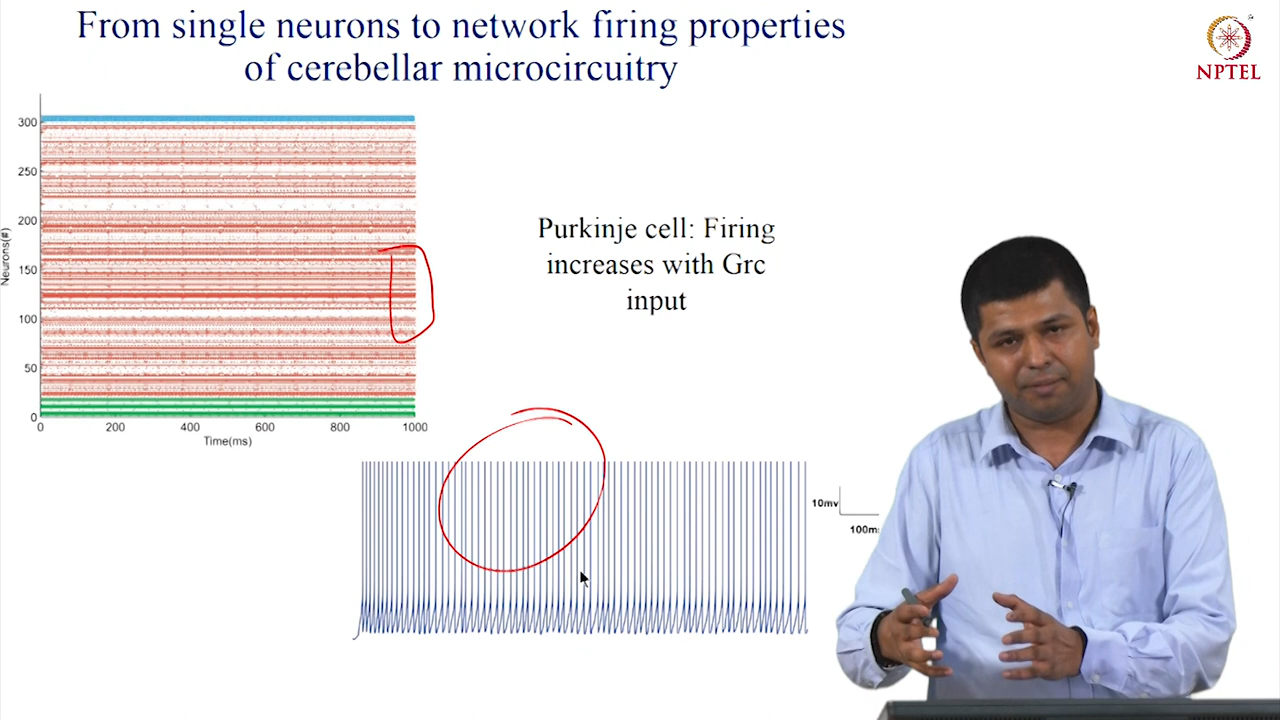 From single neurons to network firing properties
of cerebellar microcircuitry
NPTEL
300
250
200
150
100
50
0
Neurons(#)
0 200 400 600 800 1000
Time(ms)
Purkinje cell: Firing
increases with Grc
input
10mv
100m